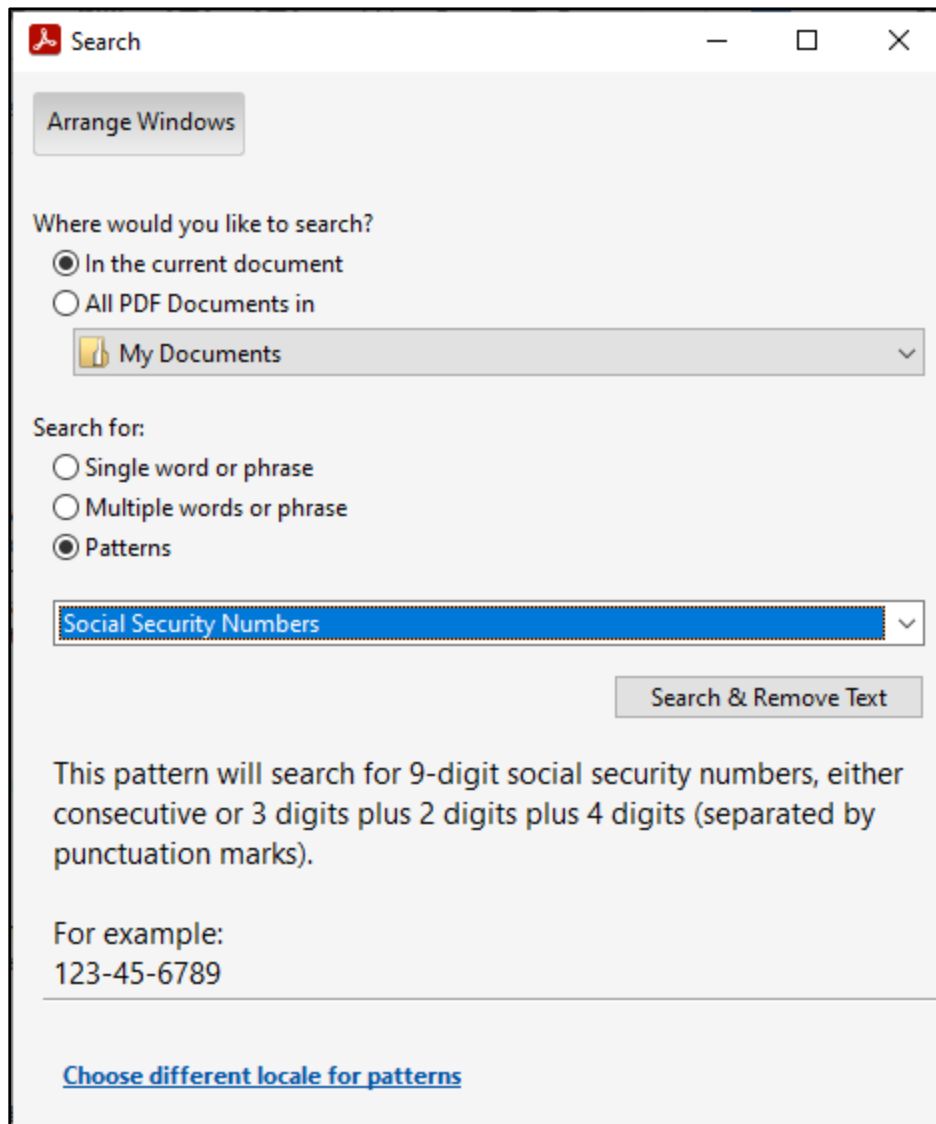 Search
Arrange Windows
Where would you like to search?
In the current document
All PDF Documents in
My Documents
Search for:
Single word or phrase
Multiple words or phrase
Patterns
Social Security Numbers
Search & Remove Text
This pattern will search for 9-digit social security numbers, either
consecutive or 3 digits plus 2 digits plus 4 digits (separated by
punctuation marks).
For example:
123-45-6789
Choose different locale for patterns